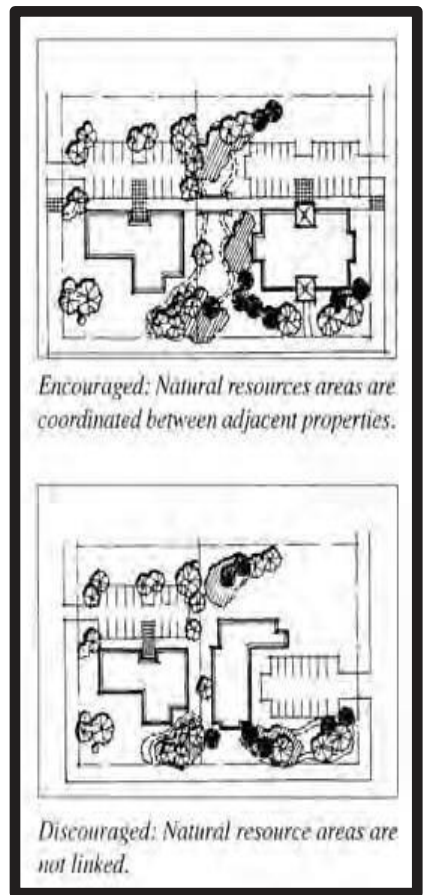 Encouraged: Natural resources areas are
coordinated between adjacent properties.
Discouraged: Natural resource areas are
not linked.